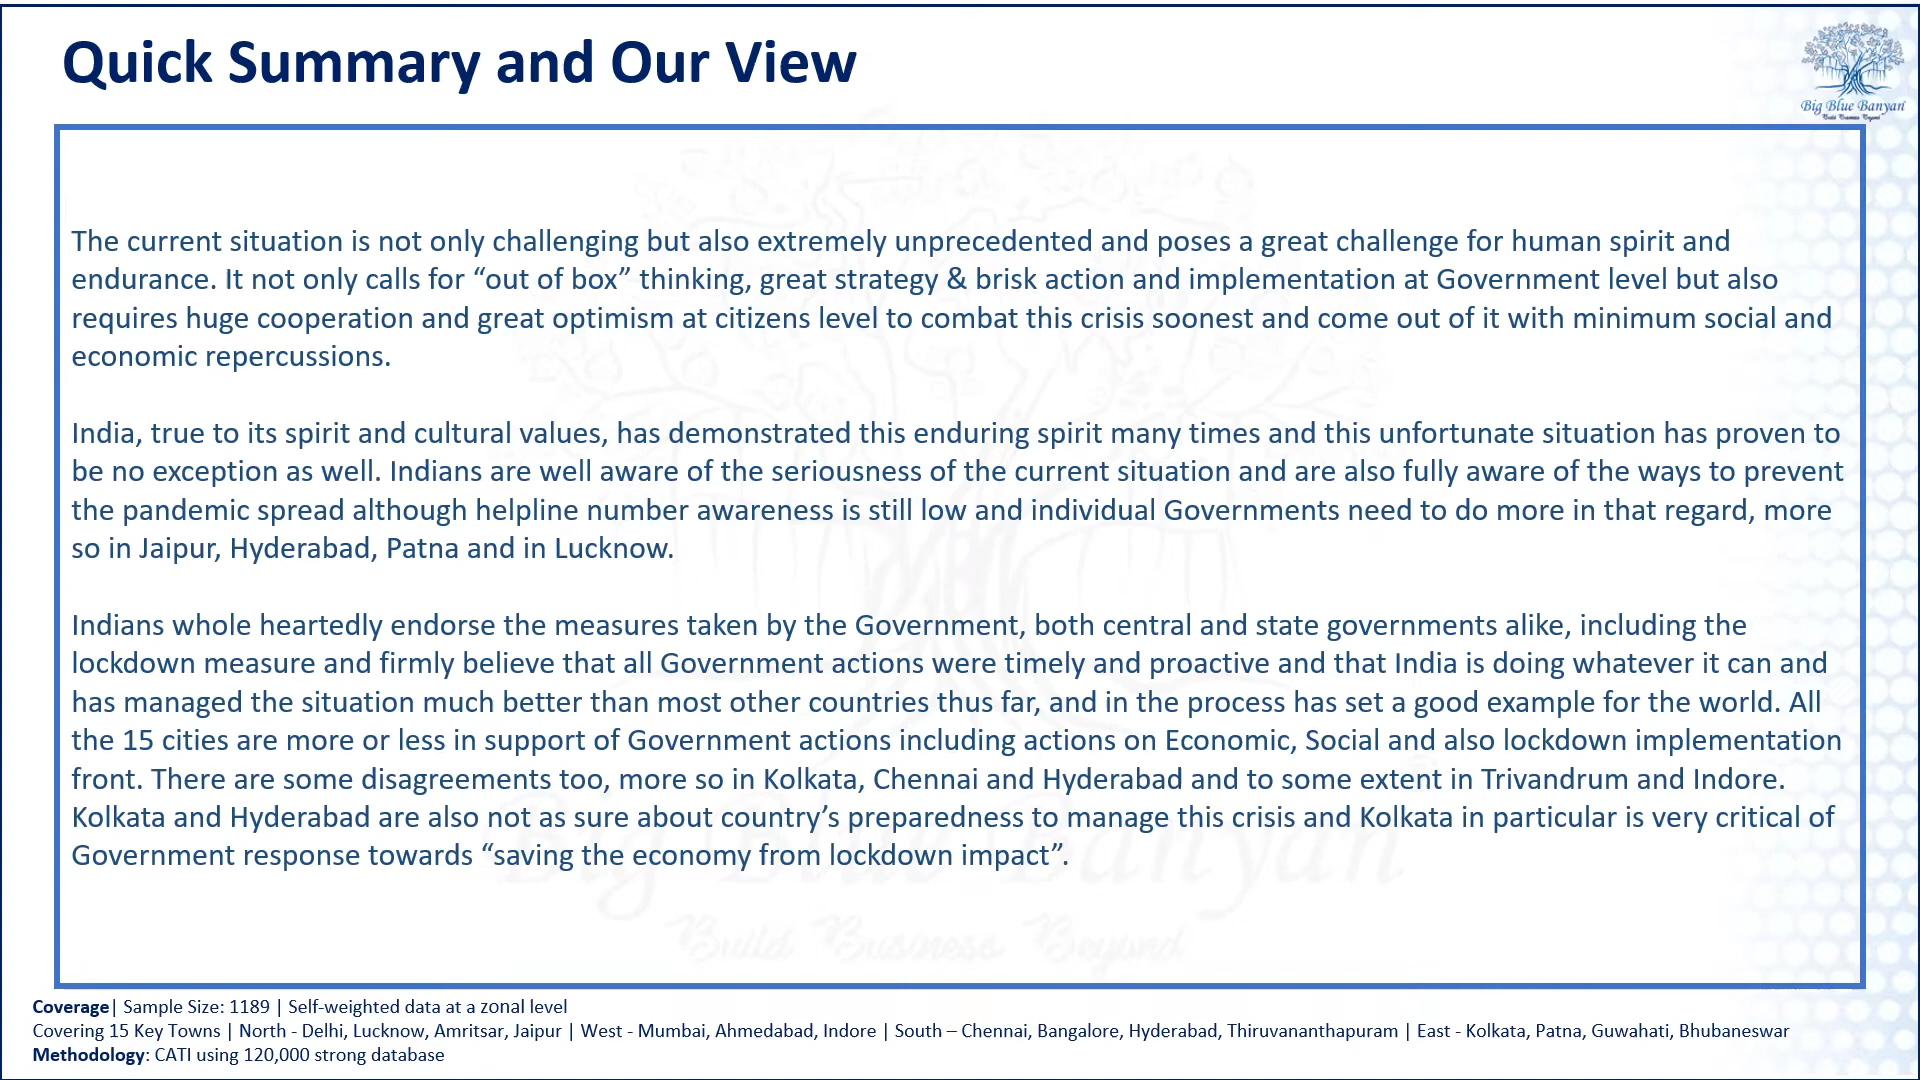 Quick Summary and Our View
Big Blue Banyan
Build Business Beyond
The current situation is not only challenging but also extremely unprecedented and poses a great challenge for human spirit and
endurance. It not only calls for “out of box” thinking, great strategy & brisk action and implementation at Government level but also
requires huge cooperation and great optimism at citizens level to combat this crisis soonest and come out of it with minimum social and
economic repercussions.
India, true to its spirit and cultural values, has demonstrated this enduring spirit many times and this unfortunate situation has proven to
be no exception as well. Indians are well aware of the seriousness of the current situation and are also fully aware of the ways to prevent
the pandemic spread although helpline number awareness is still low and individual Governments need to do more in that regard, more
so in Jaipur, Hyderabad, Patna and in Lucknow.
Indians whole heartedly endorse the measures taken by the Government, both central and state governments alike, including the
lockdown measure and firmly believe that all Government actions were timely and proactive and that India is doing whatever it can and
has managed the situation much better than most other countries thus far, and in the process has set a good example for the world. All
the 15 cities are more or less in support of Government actions including actions on Economic, Social and also lockdown implementation
front. There are some disagreements too, more so in Kolkata, Chennai and Hyderabad and to some extent in Trivandrum and Indore.
Kolkata and Hyderabad are also not as sure about country’s preparedness to manage this crisis and Kolkata in particular is very critical of
Government response towards “saving the economy from lockdown impact”.
Big Blue Banyan
Build Business Beyond
Coverage| Sample Size: 1189 | Self-weighted data at a zonal level
Covering 15 Key Towns | North - Delhi, Lucknow, Amritsar, Jaipur | West - Mumbai, Ahmedabad, Indore | South – Chennai, Bangalore, Hyderabad, Thiruvananthapuram | East - Kolkata, Patna, Guwahati, Bhubaneswar
Methodology: CATI using 120,000 strong database